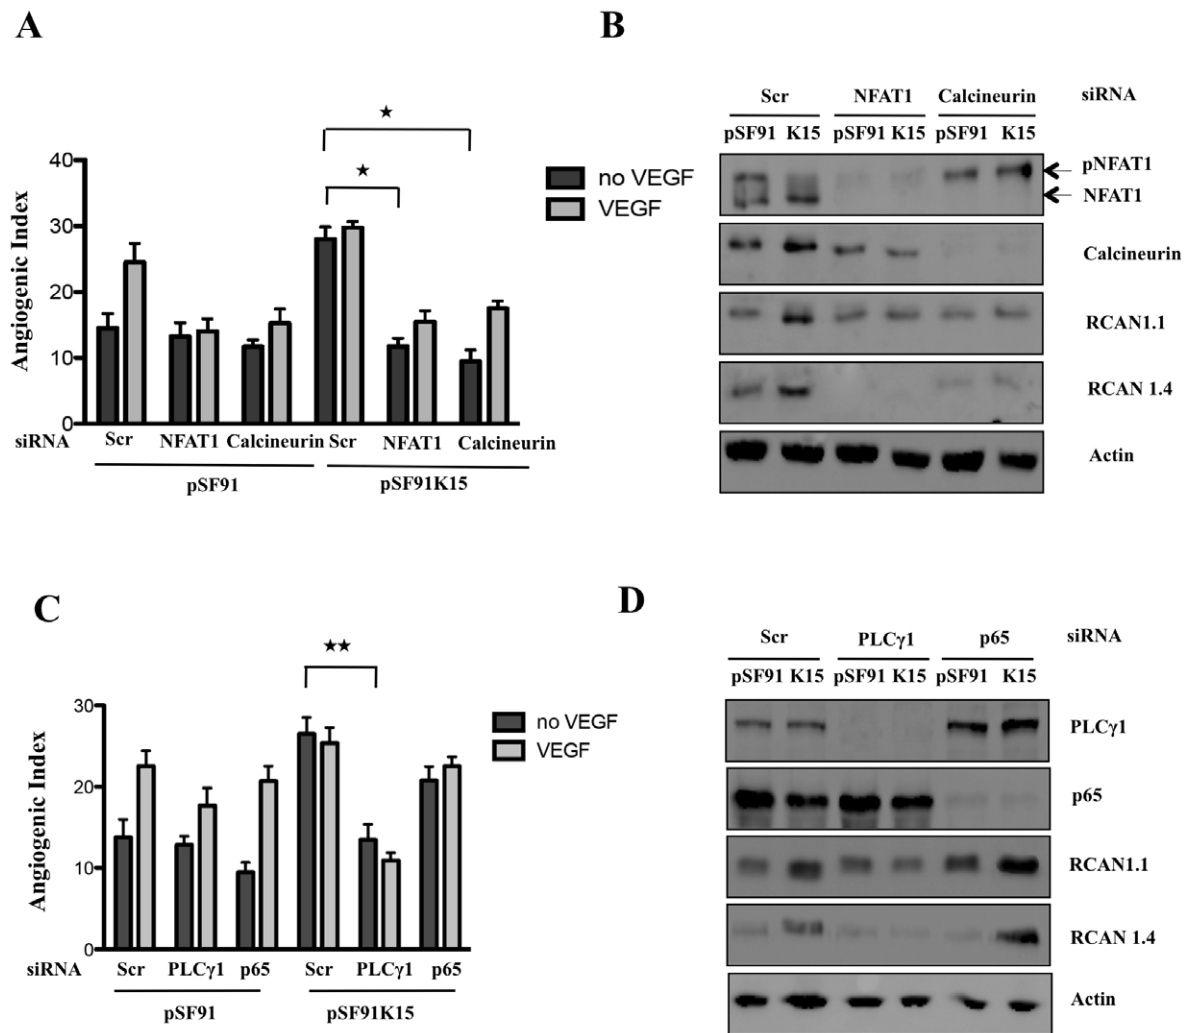 A
40
30
20
10
0
Angiogenic Index
★
★
no VEGF
VEGF
siRNA Scr NFAT1 Calcineurin Scr NFAT1 Calcineurin
pSF91 pSF91K15
B
Scr NFAT1 Calcineurin siRNA
pSF91 K15 pSF91 K15 pSF91 K15
pNFAT1
NFAT1
Calcineurin
RCAN1.1
RCAN 1.4
Actin
C
30
20
10
0
Angiogenic Index
★★
no VEGF
VEGF
siRNA Scr PLCγ1 p65 Scr PLCγ1 p65
pSF91 pSF91K15
D
Scr PLCγ1 p65 siRNA
pSF91 K15 pSF91 K15 pSF91 K15
PLCγ1
p65
RCAN1.1
RCAN 1.4
Actin